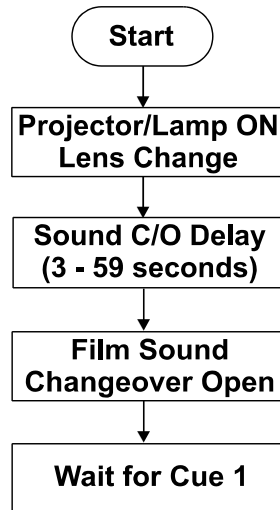 Start
Projector/Lamp ON
Lens Change
Sound C/O Delay
(3 - 59 seconds)
Film Sound
Changeover Open
Wait for Cue 1